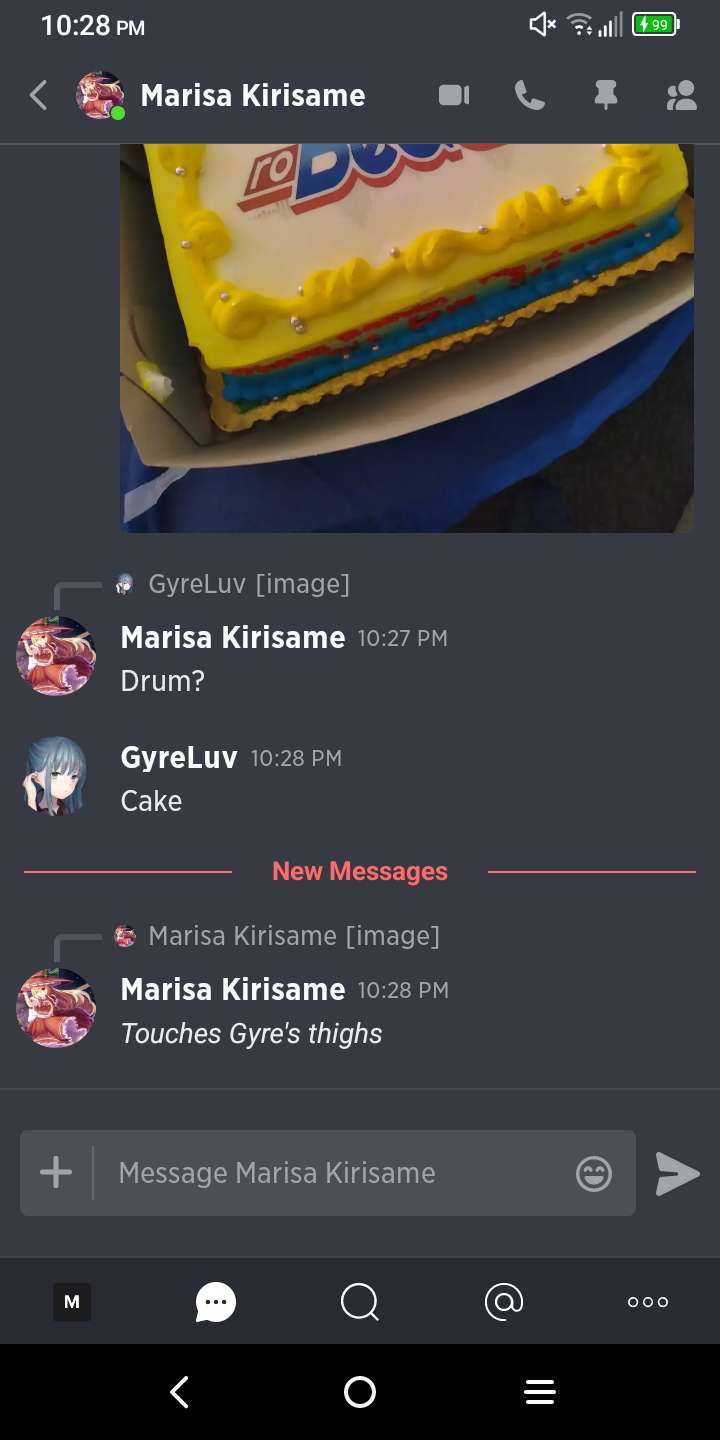 10:28 PM
99
Marisa Kirisame
ro
GyreLuv [image]
Marisa Kirisame 10:27 PM
Drum?
GyreLuv 10:28 PM
Cake
New Messages
Marisa Kirisame [image]
Marisa Kirisame 10:28 PM
Touches Gyre's thighs
Message Marisa Kirisame
M